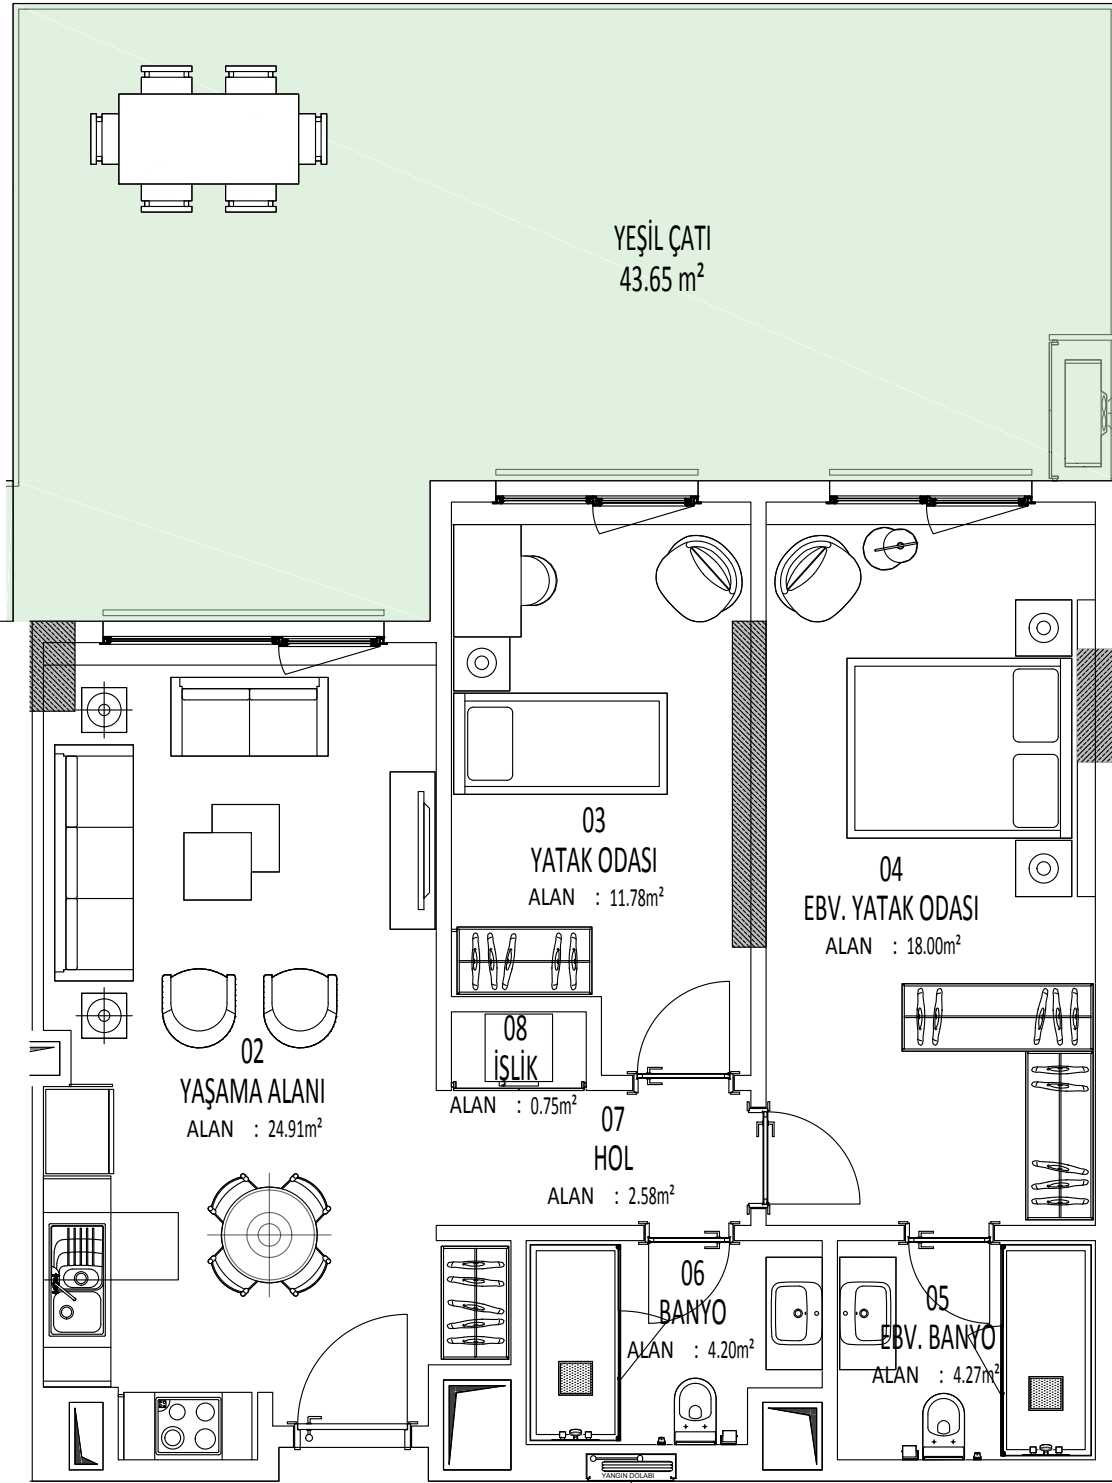 YEŞİL ÇATI
43.65 m²
03
YATAK ODASI
ALAN : 11.78m²
04
EBV. YATAK ODASI
ALAN : 18.00m²
08
İŞLİK
ALAN : 0.75m²
02
YAŞAMA ALANI
ALAN : 24.91m²
07
HOL
ALAN : 2.58m²
06
BANYO
ALAN : 4.20m²
05
EBV. BANYO
ALAN : 4.27m²
YANGIN DOLABI